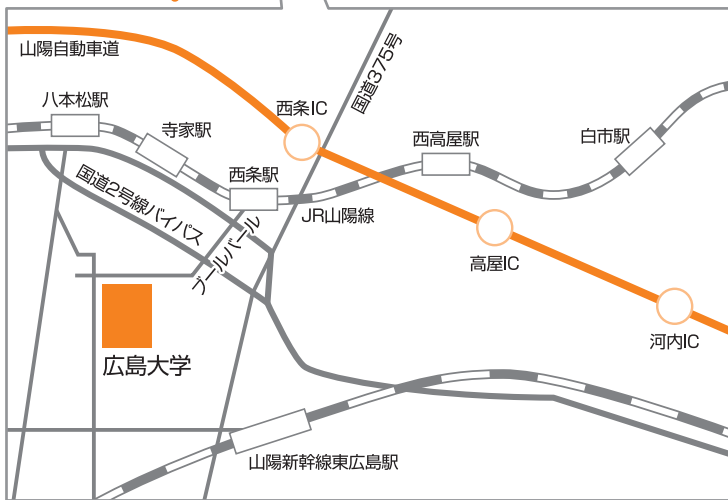 山陽自動車道
国道375号
八本松駅
西条IC
寺家駅
西高屋駅
白市駅
西条駅
国道2号線バイパス
JR山陽線
ブールバール
高屋IC
河内IC
広島大学
山陽新幹線東広島駅